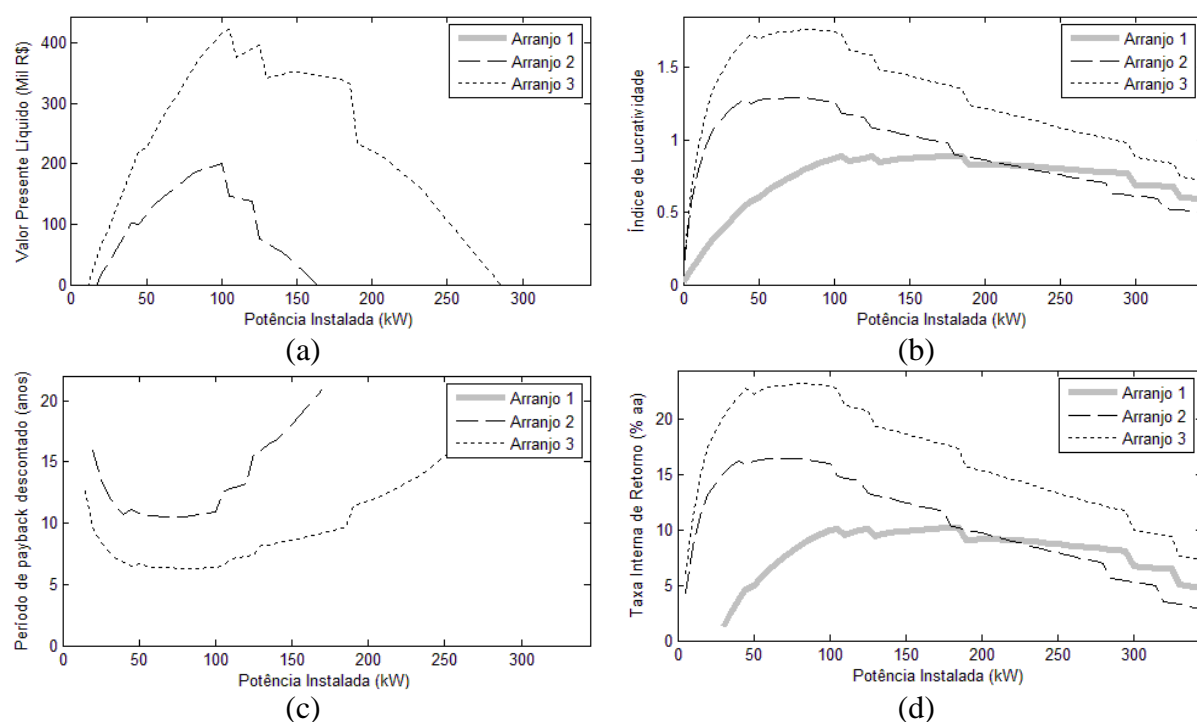 Valor Presente Líquido (Mil R$)
400
300
200
100
0
0 50 100 150 200 250 300
Potência Instalada (kW)
Arranjo 1
Arranjo 2
Arranjo 3
(a)
Índice de Lucratividade
1.5
1
0.5
0
0 50 100 150 200 250 300
Potência Instalada (kW)
Arranjo 1
Arranjo 2
Arranjo 3
(b)
Período de payback descontado (anos)
20
15
10
5
0
0 50 100 150 200 250 300
Potência Instalada (kW)
Arranjo 1
Arranjo 2
Arranjo 3
(c)
Taxa Interna de Retorno (% aa)
20
15
10
5
0
0 50 100 150 200 250 300
Potência Instalada (kW)
Arranjo 1
Arranjo 2
Arranjo 3
(d)